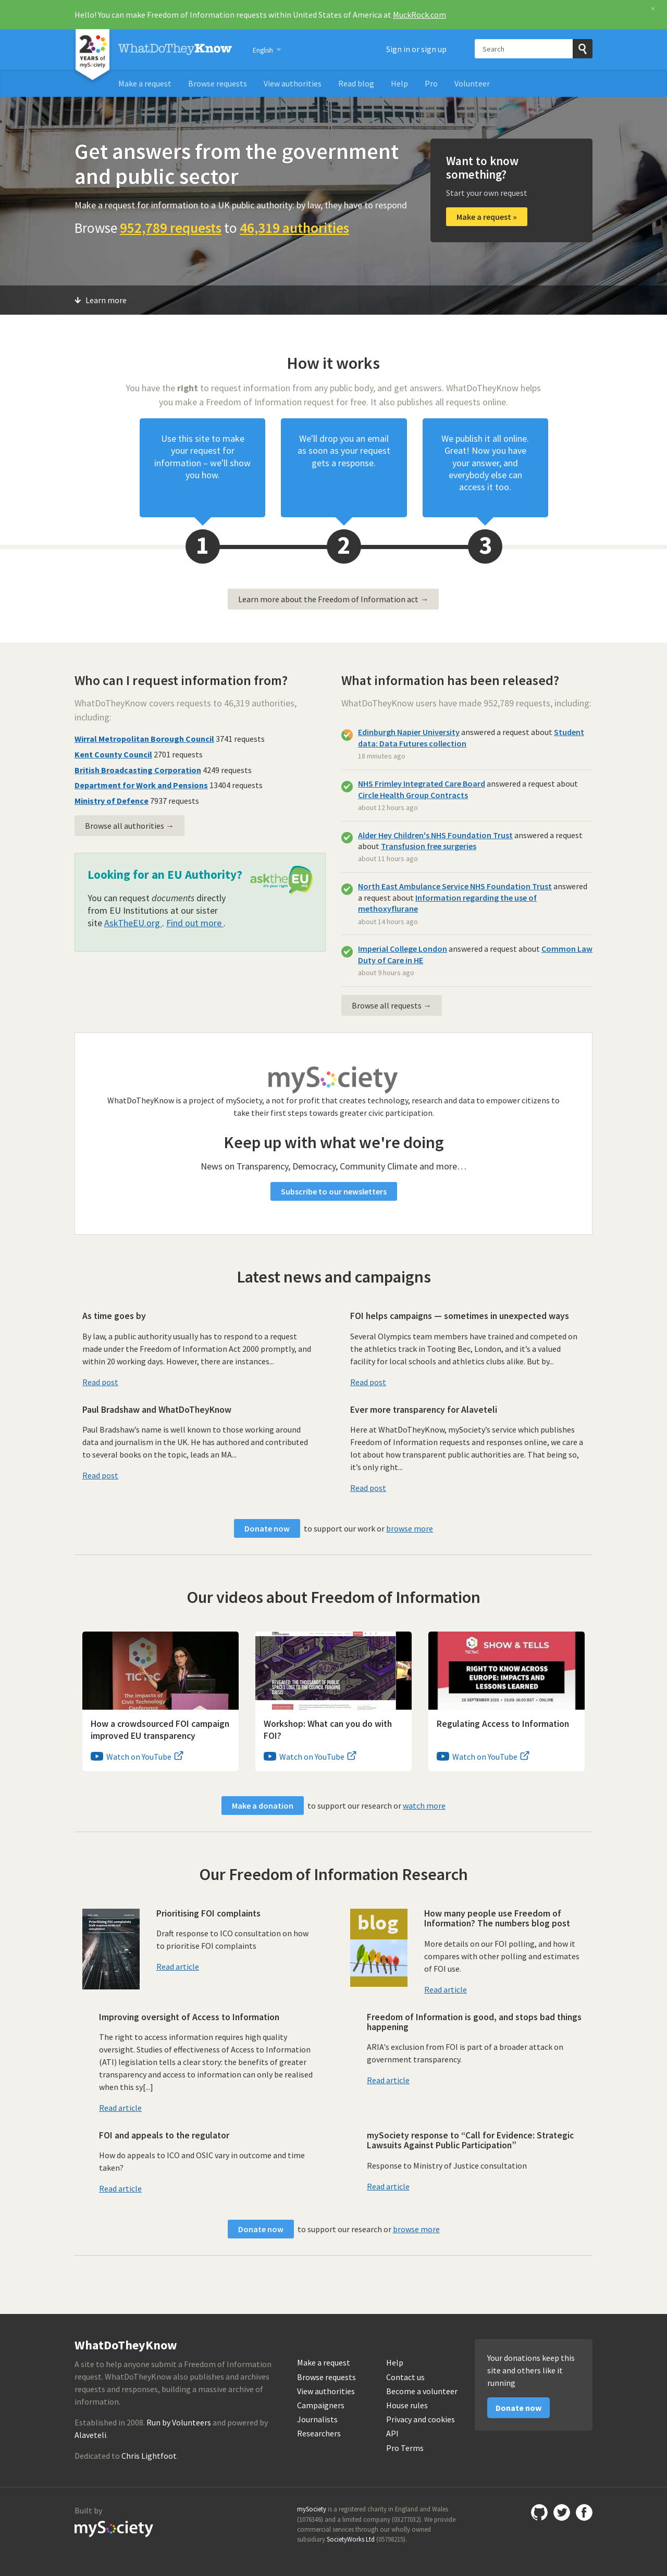 Hello! You can make Freedom of Information requests within United States of America at MuckRock.com
×
20
YEARS of
mySociety
WhatDoTheyKnow
English
Sign in or sign up
Search
Make a request
Browse requests
View authorities
Read blog
Help
Pro
Volunteer
Get answers from the government
and public sector
Make a request for information to a UK public authority: by law, they have to respond
Browse 952,789 requests to 46,319 authorities
Want to know
something?
Start your own request
Make a request »
Learn more
How it works
You have the right to request information from any public body, and get answers. WhatDoTheyKnow helps
you make a Freedom of Information request for free. It also publishes all requests online.
Use this site to make
your request for
information – we'll show
you how.
We'll drop you an email
as soon as your request
gets a response.
We publish it all online.
Great! Now you have
your answer, and
everybody else can
access it too.
1
2
3
Learn more about the Freedom of Information act →
Who can I request information from?
WhatDoTheyKnow covers requests to 46,319 authorities,
including:
Wirral Metropolitan Borough Council 3741 requests
Kent County Council 2701 requests
British Broadcasting Corporation 4249 requests
Department for Work and Pensions 13404 requests
Ministry of Defence 7937 requests
Browse all authorities →
Looking for an EU Authority?
asktheEU
it's your right
You can request documents directly
from EU Institutions at our sister
site AskTheEU.org . Find out more .
What information has been released?
WhatDoTheyKnow users have made 952,789 requests, including:
Edinburgh Napier University answered a request about Student
data: Data Futures collection
18 minutes ago
NHS Frimley Integrated Care Board answered a request about
Circle Health Group Contracts
about 12 hours ago
Alder Hey Children's NHS Foundation Trust answered a request
about Transfusion free surgeries
about 11 hours ago
North East Ambulance Service NHS Foundation Trust answered
a request about Information regarding the use of
methoxyflurane
about 14 hours ago
Imperial College London answered a request about Common Law
Duty of Care in HE
about 9 hours ago
Browse all requests →
mySociety
WhatDoTheyKnow is a project of mySociety, a not for profit that creates technology, research and data to empower citizens to
take their first steps towards greater civic participation.
Keep up with what we're doing
News on Transparency, Democracy, Community Climate and more…
Subscribe to our newsletters
Latest news and campaigns
As time goes by
By law, a public authority usually has to respond to a request
made under the Freedom of Information Act 2000 promptly, and
within 20 working days. However, there are instances...
Read post
FOI helps campaigns — sometimes in unexpected ways
Several Olympics team members have trained and competed on
the athletics track in Tooting Bec, London, and it’s a valued
facility for local schools and athletics clubs alike. But by...
Read post
Paul Bradshaw and WhatDoTheyKnow
Paul Bradshaw’s name is well known to those working around
data and journalism in the UK. He has authored and contributed
to several books on the topic, leads an MA...
Read post
Ever more transparency for Alaveteli
Here at WhatDoTheyKnow, mySociety’s service which publishes
Freedom of Information requests and responses online, we care a
lot about how transparent public authorities are. That being so,
it’s only right...
Read post
Donate now to support our work or browse more
Our videos about Freedom of Information
TICTeC
The Impacts of
Civic Technology
Conference
How a crowdsourced FOI campaign
improved EU transparency
Watch on YouTube
REVEALED: THE THOUSANDS OF PUBLIC
SPACES LOST TO THE COUNCIL FUNDING
CRISIS
Workshop: What can you do with
FOI?
Watch on YouTube
TICTeC
SHOW & TELLS
RIGHT TO KNOW ACROSS
EUROPE: IMPACTS AND
LESSONS LEARNED
Regulating Access to Information
Watch on YouTube
Make a donation to support our research or watch more
Our Freedom of Information Research
Prioritising FOI complaints
Prioritising FOI complaints
Draft response to ICO consultation on how
to prioritise FOI complaints
Read article
blog
How many people use Freedom of
Information? The numbers blog post
More details on our FOI polling, and how it
compares with other polling and estimates
of FOI use.
Read article
Improving oversight of Access to Information
The right to access information requires high quality
oversight. Studies of effectiveness of Access to Information
(ATI) legislation tells a clear story: the benefits of greater
transparency and access to information can only be realised
when this sy[...]
Read article
Freedom of Information is good, and stops bad things
happening
ARIA's exclusion from FOI is part of a broader attack on
government transparency.
Read article
FOI and appeals to the regulator
How do appeals to ICO and OSIC vary in outcome and time
taken?
Read article
mySociety response to “Call for Evidence: Strategic
Lawsuits Against Public Participation”
Response to Ministry of Justice consultation
Read article
Donate now to support our research or browse more
WhatDoTheyKnow
A site to help anyone submit a Freedom of Information
request. WhatDoTheyKnow also publishes and archives
requests and responses, building a massive archive of
information.
Established in 2008. Run by Volunteers and powered by
Alaveteli.
Dedicated to Chris Lightfoot.
Make a request
Browse requests
View authorities
Campaigners
Journalists
Researchers
Help
Contact us
Become a volunteer
House rules
Privacy and cookies
API
Pro Terms
Your donations keep this
site and others like it
running
Donate now
Built by
mySociety
mySociety is a registered charity in England and Wales
(1076346) and a limited company (03277032). We provide
commercial services through our wholly owned
subsidiary SocietyWorks Ltd (05798215).